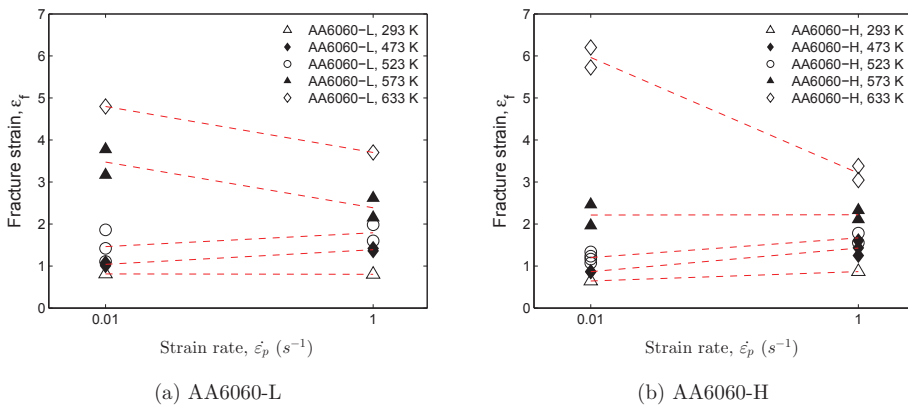 7
6
5
4
3
2
1
0
Fracture strain, ε_f
AA6060−L, 293 K
AA6060−L, 473 K
AA6060−L, 523 K
AA6060−L, 573 K
AA6060−L, 633 K
0.01 1
Strain rate, ε̇_p (s⁻¹)
(a) AA6060-L
7
6
5
4
3
2
1
0
Fracture strain, ε_f
AA6060−H, 293 K
AA6060−H, 473 K
AA6060−H, 523 K
AA6060−H, 573 K
AA6060−H, 633 K
0.01 1
Strain rate, ε̇_p (s⁻¹)
(b) AA6060-H